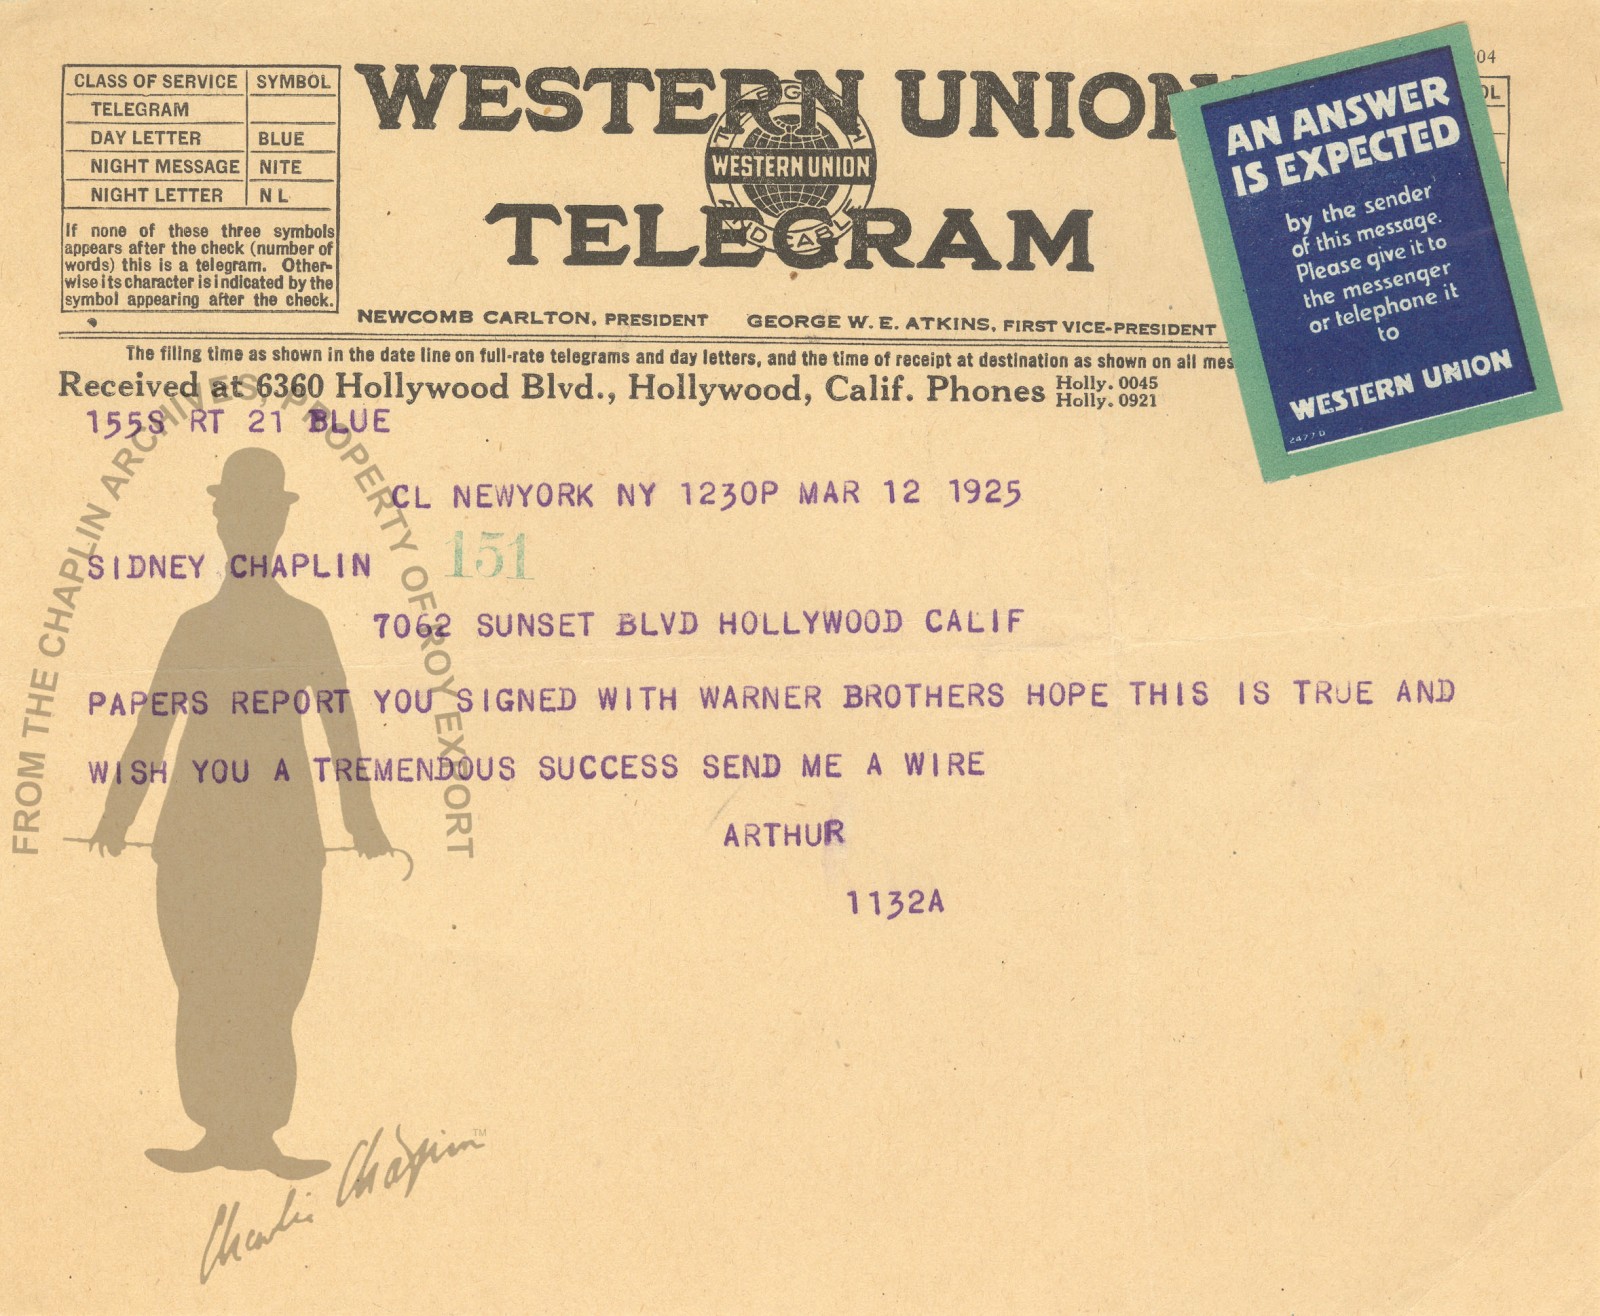 CLASS OF SERVICE SYMBOL
TELEGRAM
DAY LETTER BLUE
NIGHT MESSAGE NITE
NIGHT LETTER N L
If none of these three symbols
appears after the check (number of
words) this is a telegram. Other-
wise its character is indicated by the
symbol appearing after the check.
WESTERN UNION
TELEGRAM
WESTERN UNION
NEWCOMB CARLTON, PRESIDENT GEORGE W. E. ATKINS, FIRST VICE-PRESIDENT
AN ANSWER
IS EXPECTED
by the sender
of this message.
Please give it to
the messenger
or telephone it
to
WESTERN UNION
2477D
The filing time as shown in the date line on full-rate telegrams and day letters, and the time of receipt at destination as shown on all
Received at 6360 Hollywood Blvd., Hollywood, Calif. Phones Holly. 0045
Holly. 0921
155S RT 21 BLUE
CL NEWYORK NY 1230P MAR 12 1925
SIDNEY CHAPLIN 151
7062 SUNSET BLVD HOLLYWOOD CALIF
PAPERS REPORT YOU SIGNED WITH WARNER BROTHERS HOPE THIS IS TRUE AND
WISH YOU A TREMENDOUS SUCCESS SEND ME A WIRE
ARTHUR
1132A
FROM THE CHAPLIN ARCHIVES, PROPERTY OF ROY EXPORT
Charlie Chaplin TM